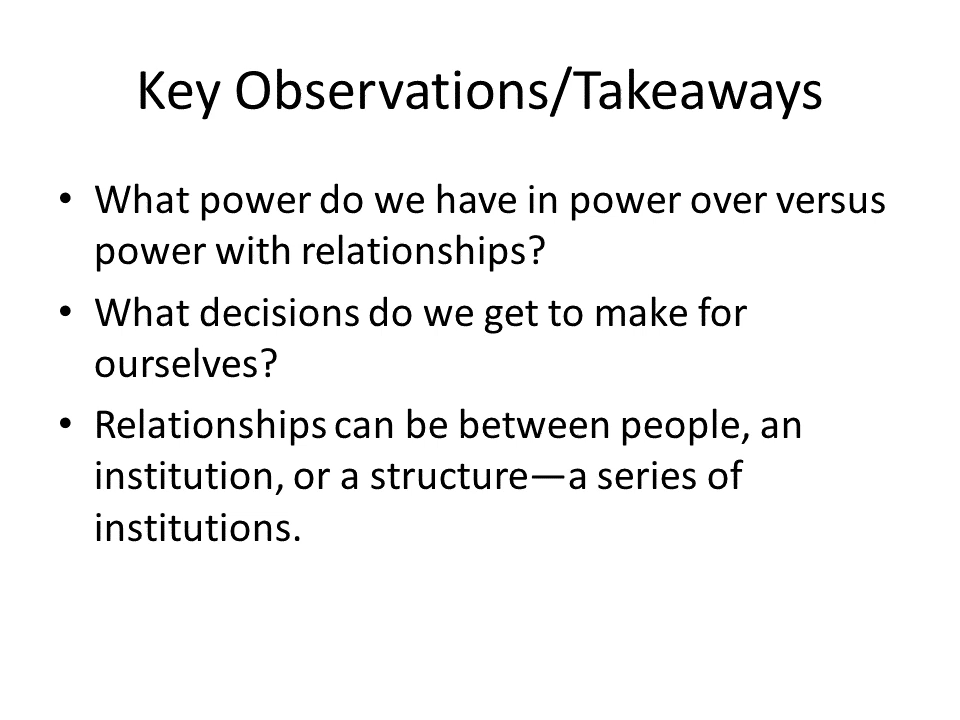 Key Observations/Takeaways
• What power do we have in power over versus
power with relationships?
• What decisions do we get to make for
ourselves?
• Relationships can be between people, an
institution, or a structure—a series of
institutions.